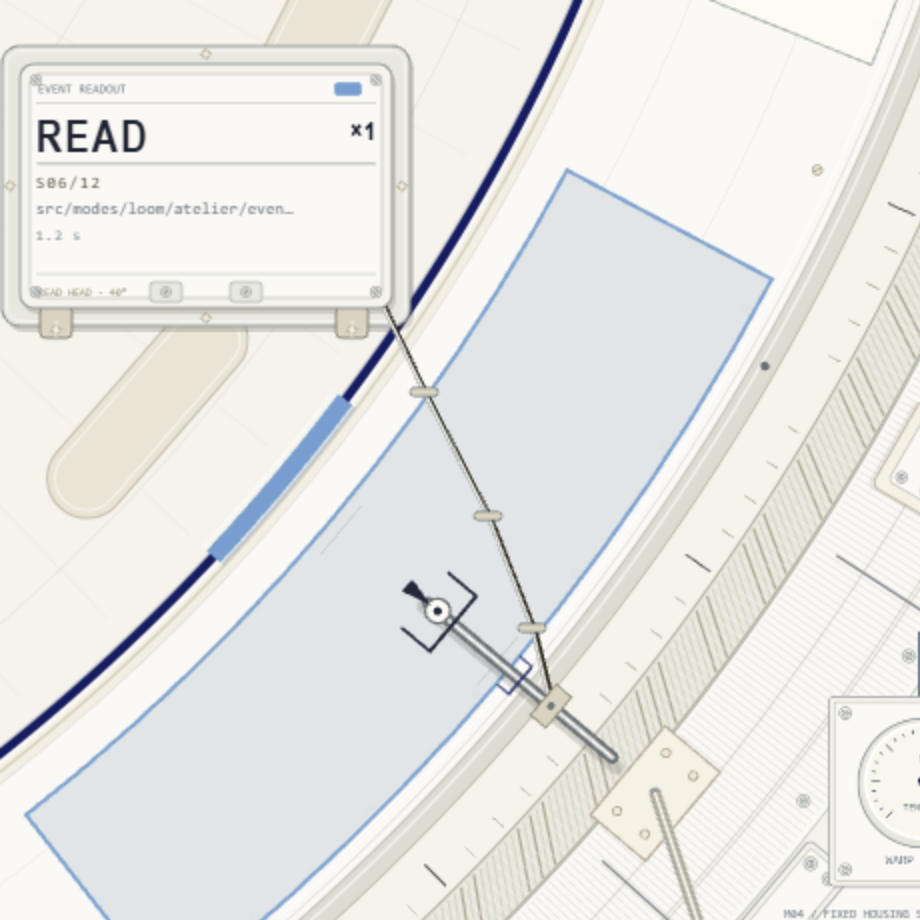 EVENT READOUT
READ
×1
S06/12
src/modes/loom/atelier/even…
1.2 s
READ HEAD - 40°
WARP
M04 / FIXED HOUSING